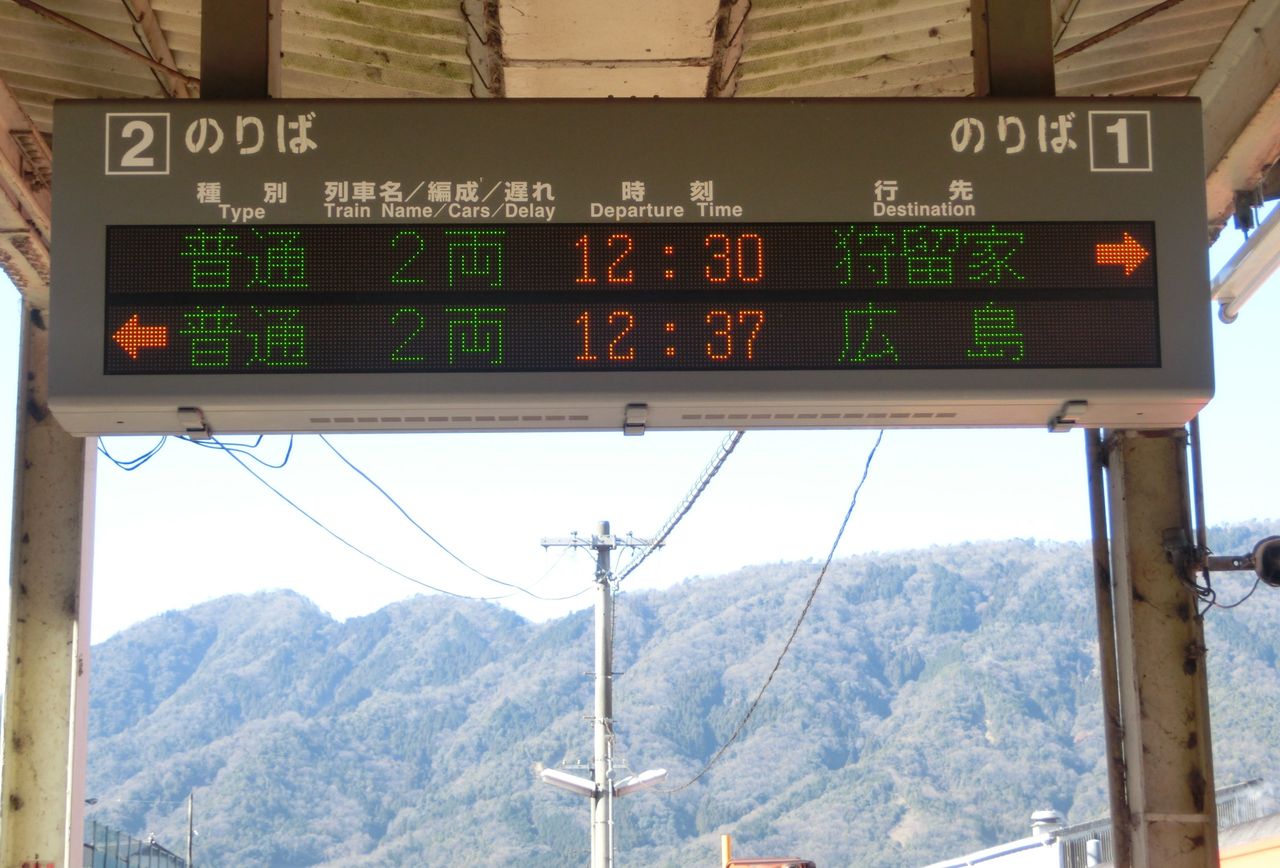 2 のりば のりば 1
種別 列車名/編成/遅れ 時刻 行先
Type Train Name/Cars/Delay Departure Time Destination
普通 2両 12:30 狩留家 →
← 普通 2両 12:37 広島